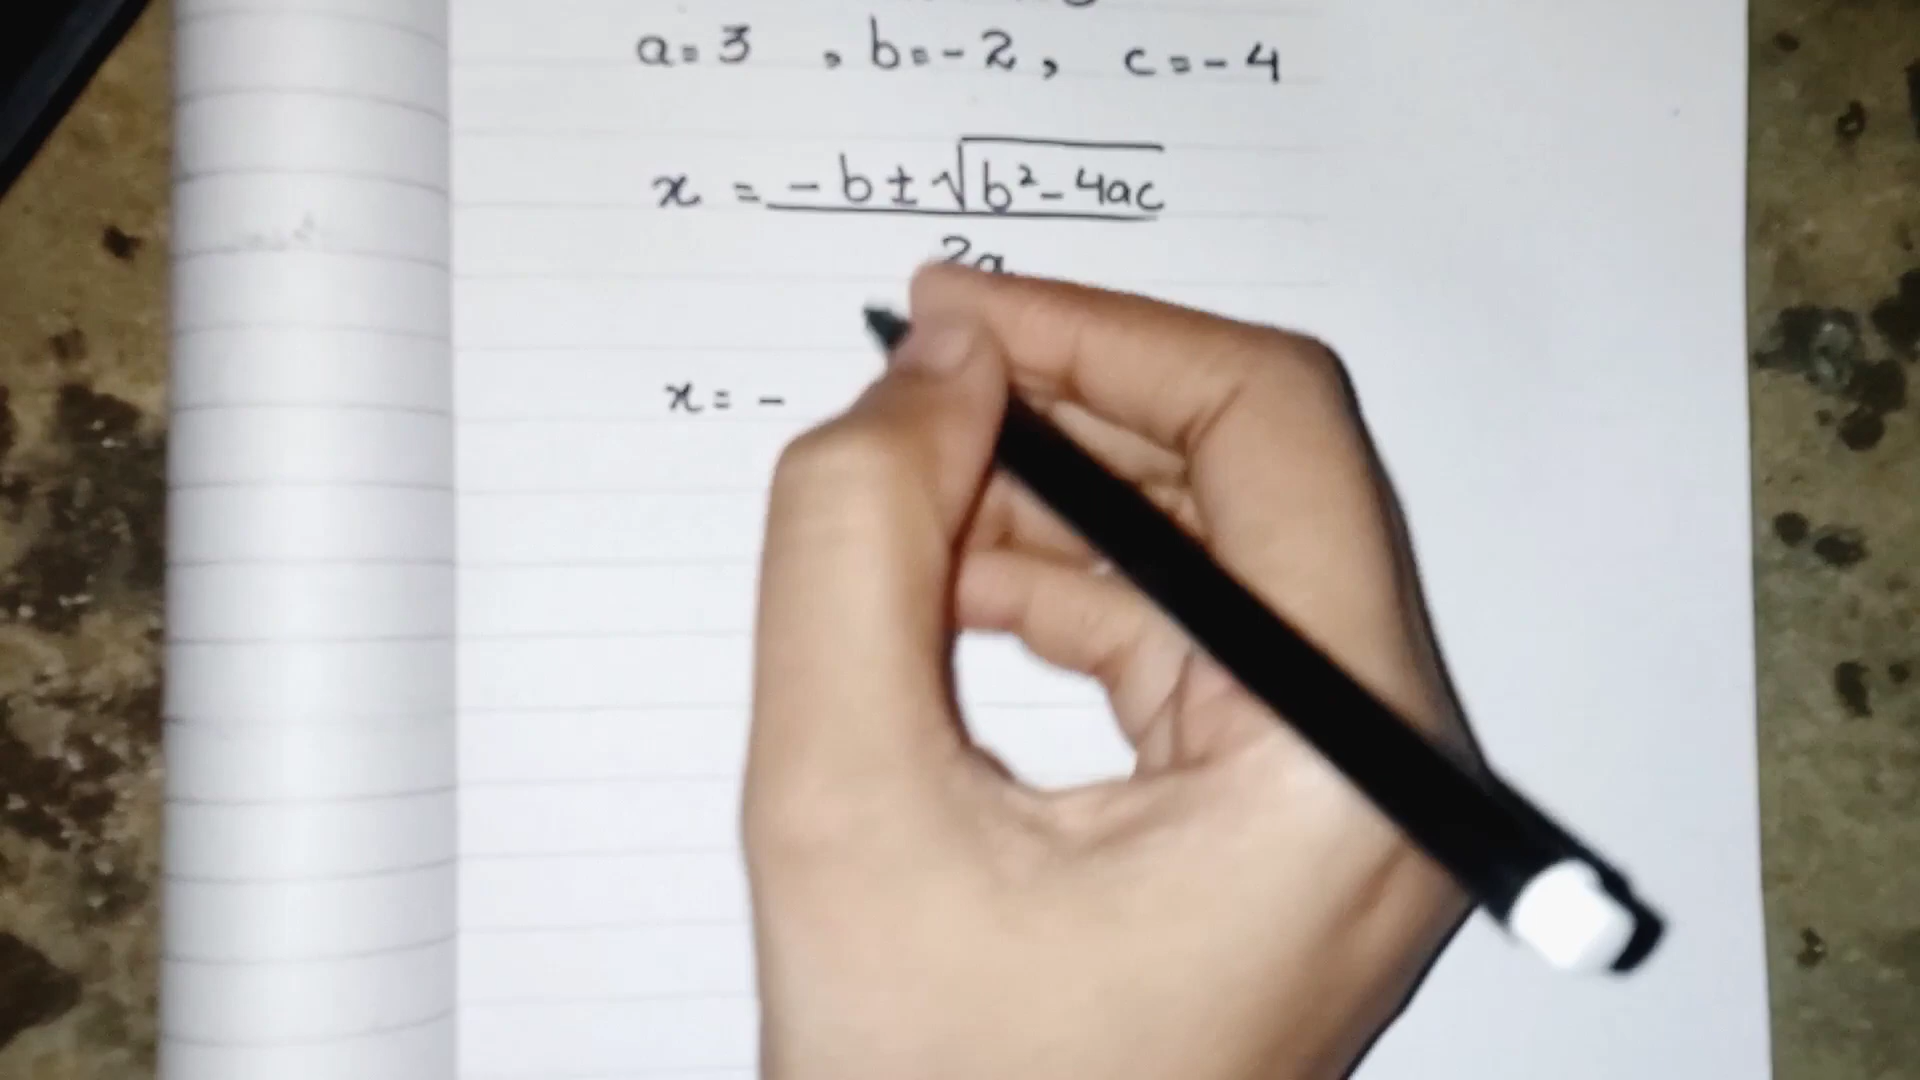 a = 3 , b = - 2 , c = - 4
x = - b ± √b² - 4ac
2a
x = -